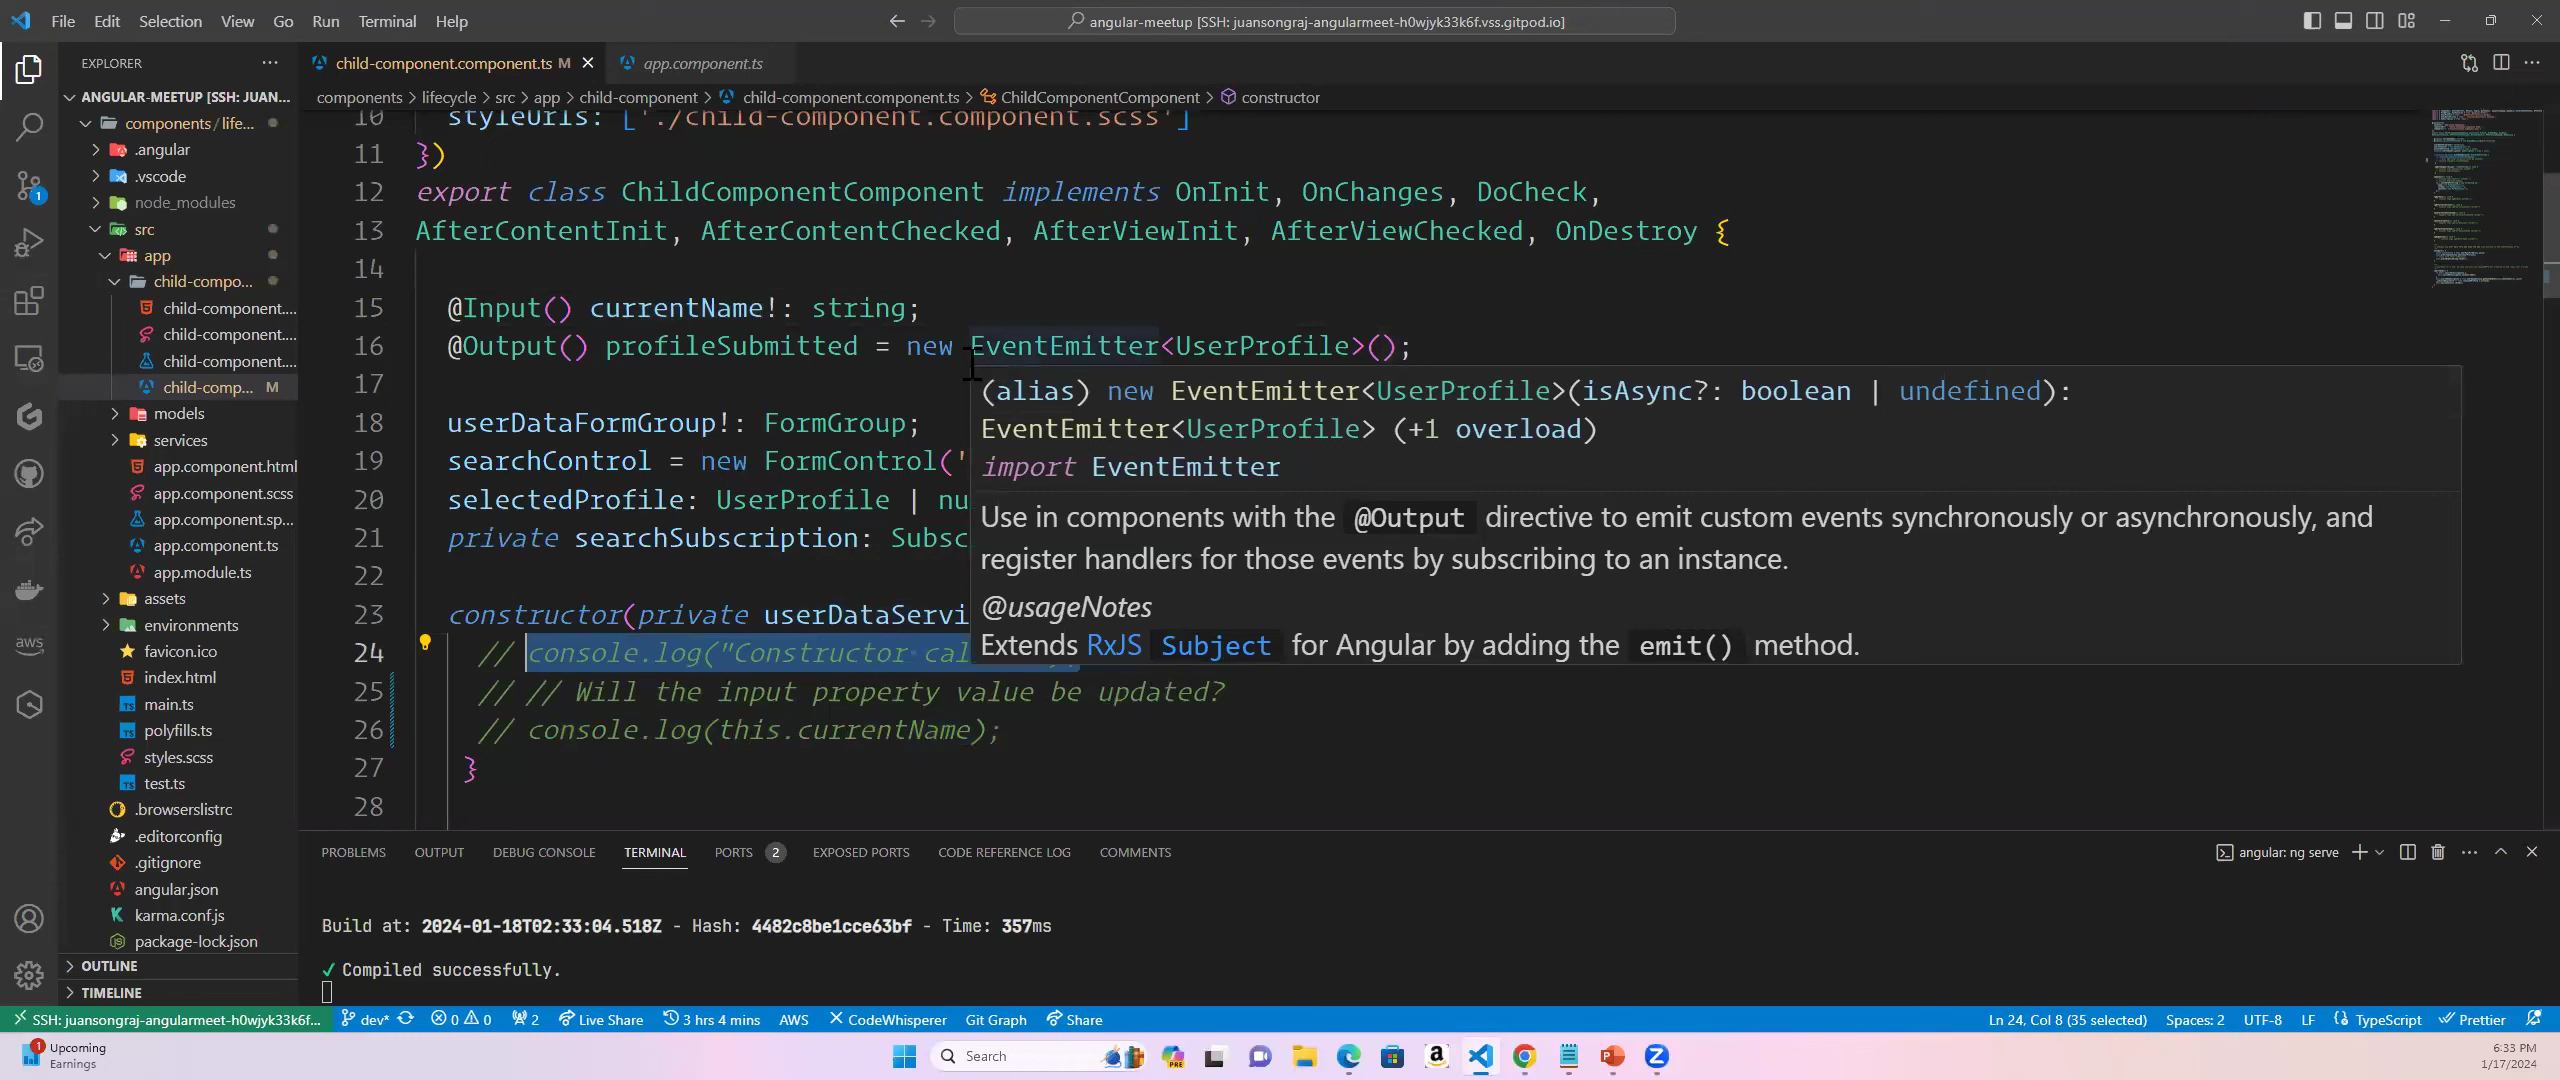 File Edit Selection View Go Run Terminal Help
angular-meetup [SSH: juansongraj-angularmeet-h0wjyk33k6f.vss.gitpod.io]
EXPLORER
child-component.component.ts M
app.component.ts
ANGULAR-MEETUP [SSH: JUAN...
components/life...
.angular
.vscode
node_modules
src
app
child-compo...
child-component....
child-component....
child-component....
child-comp... M
models
services
app.component.html
app.component.scss
app.component.sp...
app.component.ts
app.module.ts
assets
environments
favicon.ico
index.html
main.ts
polyfills.ts
styles.scss
test.ts
.browserslistrc
.editorconfig
.gitignore
angular.json
karma.conf.js
package-lock.json
OUTLINE
TIMELINE
aws
1
components > lifecycle > src > app > child-component > child-component.component.ts > ChildComponentComponent > constructor
10 styleUrls: ['./child-component.component.scss']
11 })
12 export class ChildComponentComponent implements OnInit, OnChanges, DoCheck,
13 AfterContentInit, AfterContentChecked, AfterViewInit, AfterViewChecked, OnDestroy {
14
15 @Input() currentName!: string;
16 @Output() profileSubmitted = new EventEmitter<UserProfile>();
17
18 userDataFormGroup!: FormGroup;
19 searchControl = new FormControl('
20 selectedProfile: UserProfile | nu
21 private searchSubscription: Subsc
22
23 constructor(private userDataServi
24 // console.log("Constructor cal
25 // // Will the input property value be updated?
26 // console.log(this.currentName);
27 }
28
(alias) new EventEmitter<UserProfile>(isAsync?: boolean | undefined):
EventEmitter<UserProfile> (+1 overload)
import EventEmitter
Use in components with the @Output directive to emit custom events synchronously or asynchronously, and
register handlers for those events by subscribing to an instance.
@usageNotes
Extends RxJS Subject for Angular by adding the emit() method.
PROBLEMS OUTPUT DEBUG CONSOLE TERMINAL PORTS 2 EXPOSED PORTS CODE REFERENCE LOG COMMENTS
angular: ng serve
Build at: 2024-01-18T02:33:04.518Z - Hash: 4482c8be1cce63bf - Time: 357ms
✓ Compiled successfully.
SSH: juansongraj-angularmeet-h0wjyk33k6f... dev* 0 0 2 Live Share 3 hrs 4 mins AWS CodeWhisperer Git Graph Share
Ln 24, Col 8 (35 selected) Spaces: 2 UTF-8 LF TypeScript Prettier
1
Upcoming
Earnings
Search
6:33 PM
1/17/2024